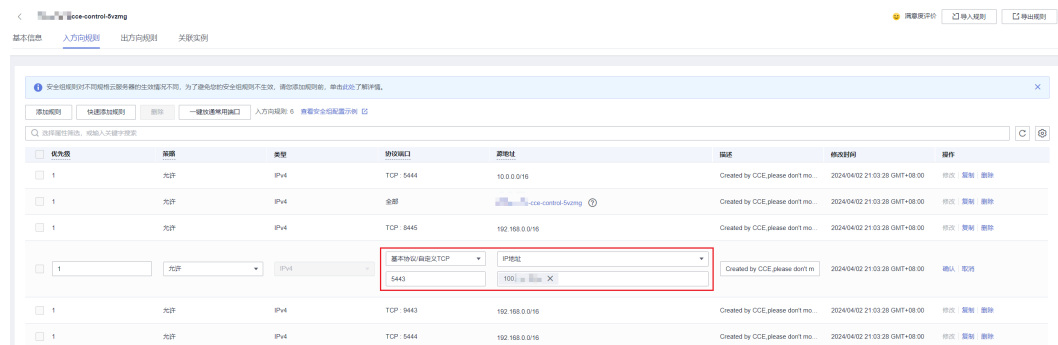 cce-control-5vzmg 满意度评价 导入规则 导出规则
基本信息 入方向规则 出方向规则 关联实例
安全组规则对不同规格云服务器的生效情况不同，为了避免您的安全组规则不生效，请您添加规则前，单击此处了解详情。
添加规则 快速添加规则 删除 一键放通常用端口 入方向规则: 6 查看安全组配置示例
选择属性筛选，或输入关键字搜索
优先级 策略 类型 协议端口 源地址 描述 修改时间 操作
1 允许 IPv4 TCP : 5444 10.0.0.0/16 Created by CCE,please don't mo... 2024/04/02 21:03:28 GMT+08:00 修改 复制 删除
1 允许 IPv4 全部 -cce-control-5vzmg Created by CCE,please don't mo... 2024/04/02 21:03:28 GMT+08:00 修改 复制 删除
1 允许 IPv4 TCP : 8445 192.168.0.0/16 Created by CCE,please don't mo... 2024/04/02 21:03:28 GMT+08:00 修改 复制 删除
基本协议/自定义TCP IP地址
1 允许 IPv4 Created by CCE,please don't m 2024/04/02 21:03:28 GMT+08:00 确认 取消
5443 100.
1 允许 IPv4 TCP : 9443 192.168.0.0/16 Created by CCE,please don't mo... 2024/04/02 21:03:28 GMT+08:00 修改 复制 删除
1 允许 IPv4 TCP : 5444 192.168.0.0/16 Created by CCE,please don't mo... 2024/04/02 21:03:28 GMT+08:00 修改 复制 删除